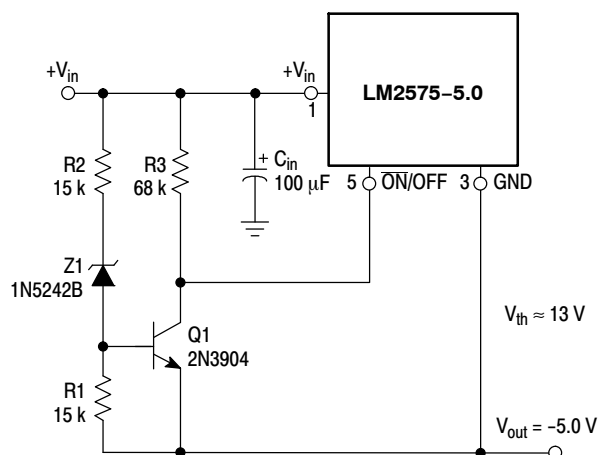 +Vin
+Vin
1
LM2575–5.0
R2
15 k
R3
68 k
+ Cin
100 μF
5 ON/OFF 3 GND
Z1
1N5242B
Q1
2N3904
Vth ≈ 13 V
R1
15 k
Vout = –5.0 V